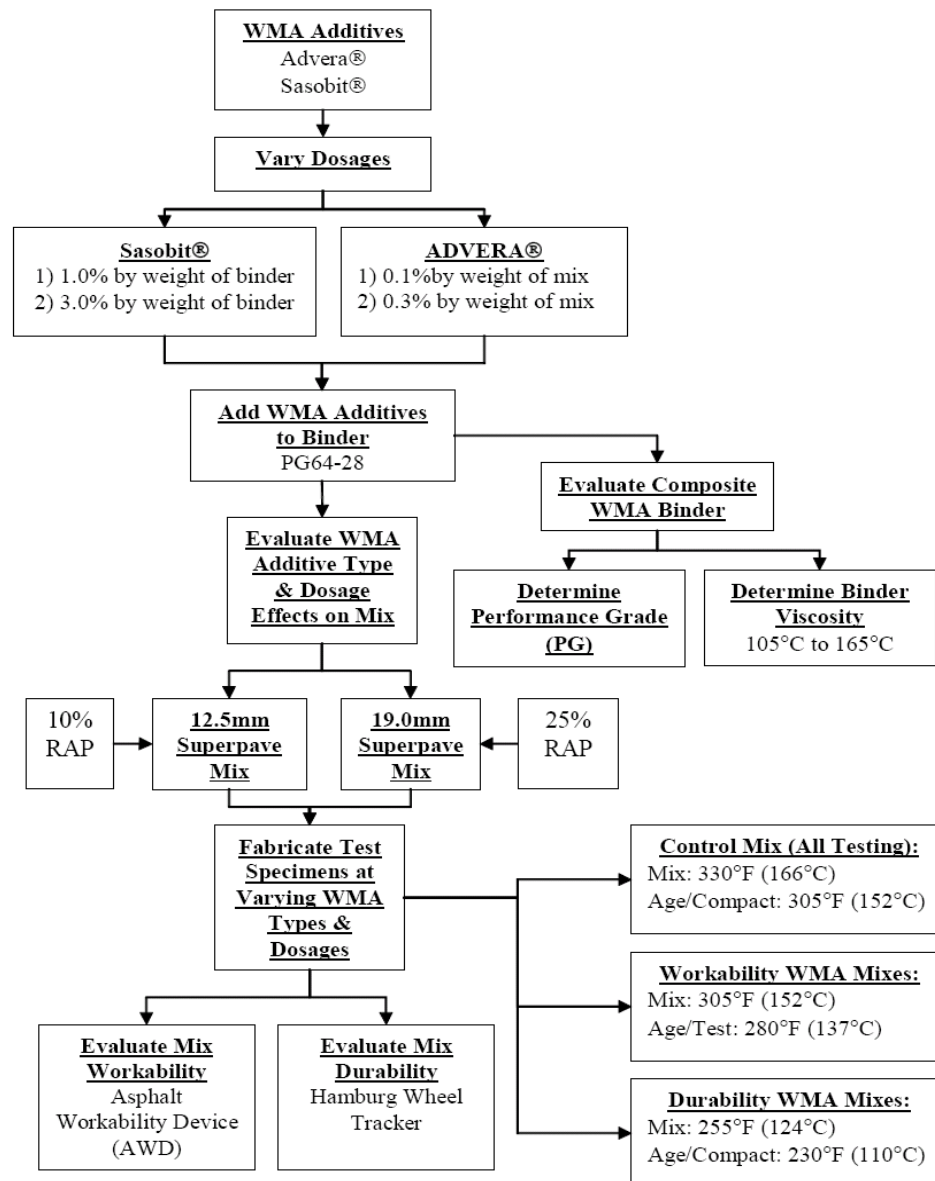 WMA Additives
Advera®
Sasobit®
Vary Dosages
Sasobit®
1) 1.0% by weight of binder
2) 3.0% by weight of binder
ADVERA®
1) 0.1%by weight of mix
2) 0.3% by weight of mix
Add WMA Additives
to Binder
PG64-28
Evaluate Composite
WMA Binder
Evaluate WMA
Additive Type
& Dosage
Effects on Mix
Determine
Performance Grade
(PG)
Determine Binder
Viscosity
105°C to 165°C
10%
RAP
12.5mm
Superpave
Mix
19.0mm
Superpave
Mix
25%
RAP
Fabricate Test
Specimens at
Varying WMA
Types &
Dosages
Control Mix (All Testing):
Mix: 330°F (166°C)
Age/Compact: 305°F (152°C)
Workability WMA Mixes:
Mix: 305°F (152°C)
Age/Test: 280°F (137°C)
Durability WMA Mixes:
Mix: 255°F (124°C)
Age/Compact: 230°F (110°C)
Evaluate Mix
Workability
Asphalt
Workability Device
(AWD)
Evaluate Mix
Durability
Hamburg Wheel
Tracker